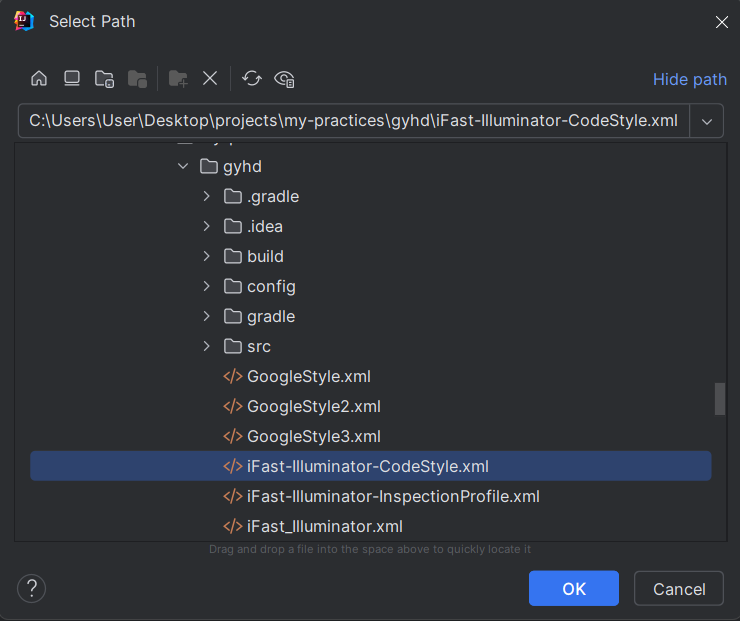 Select Path
Hide path
C:\Users\User\Desktop\projects\my-practices\gyhd\iFast-Illuminator-CodeStyle.xml
gyhd
.gradle
.idea
build
config
gradle
src
</> GoogleStyle.xml
</> GoogleStyle2.xml
</> GoogleStyle3.xml
</> iFast-Illuminator-CodeStyle.xml
</> iFast-Illuminator-InspectionProfile.xml
</> iFast_Illuminator.xml
Drag and drop a file into the space above to quickly locate it
? OK Cancel